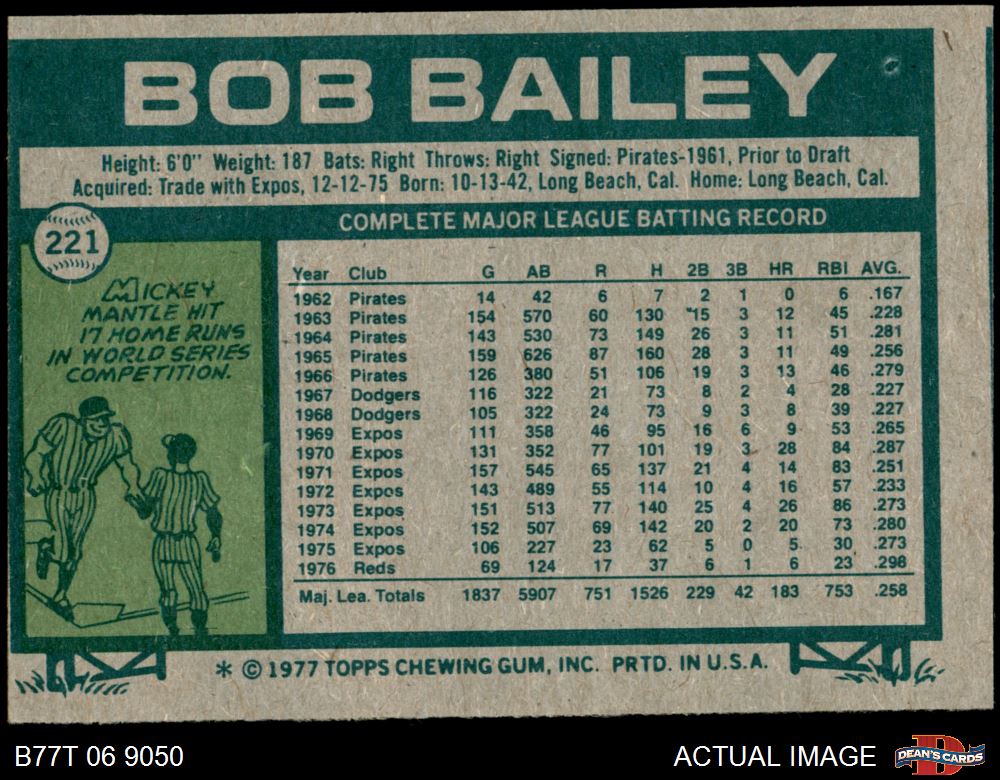 BOB BAILEY
Height: 6'0" Weight: 187 Bats: Right Throws: Right Signed: Pirates-1961, Prior to Draft
Acquired: Trade with Expos, 12-12-75 Born: 10-13-42, Long Beach, Cal. Home: Long Beach, Cal.
221
COMPLETE MAJOR LEAGUE BATTING RECORD
MICKEY
MANTLE HIT
17 HOME RUNS
IN WORLD SERIES
COMPETITION.
Year Club G AB R H 2B 3B HR RBI AVG.
1962 Pirates 14 42 6 7 2 1 0 6 .167
1963 Pirates 154 570 60 130 15 3 12 45 .228
1964 Pirates 143 530 73 149 26 3 11 51 .281
1965 Pirates 159 626 87 160 28 3 11 49 .256
1966 Pirates 126 380 51 106 19 3 13 46 .279
1967 Dodgers 116 322 21 73 8 2 4 28 .227
1968 Dodgers 105 322 24 73 9 3 8 39 .227
1969 Expos 111 358 46 95 16 6 9 53 .265
1970 Expos 131 352 77 101 19 3 28 84 .287
1971 Expos 157 545 65 137 21 4 14 83 .251
1972 Expos 143 489 55 114 10 4 16 57 .233
1973 Expos 151 513 77 140 25 4 26 86 .273
1974 Expos 152 507 69 142 20 2 20 73 .280
1975 Expos 106 227 23 62 5 0 5 30 .273
1976 Reds 69 124 17 37 6 1 6 23 .298
Maj. Lea. Totals 1837 5907 751 1526 229 42 183 753 .258
* © 1977 TOPPS CHEWING GUM, INC. PRTD. IN U.S.A.
B77T 06 9050
ACTUAL IMAGE
D
DEAN'S CARDS